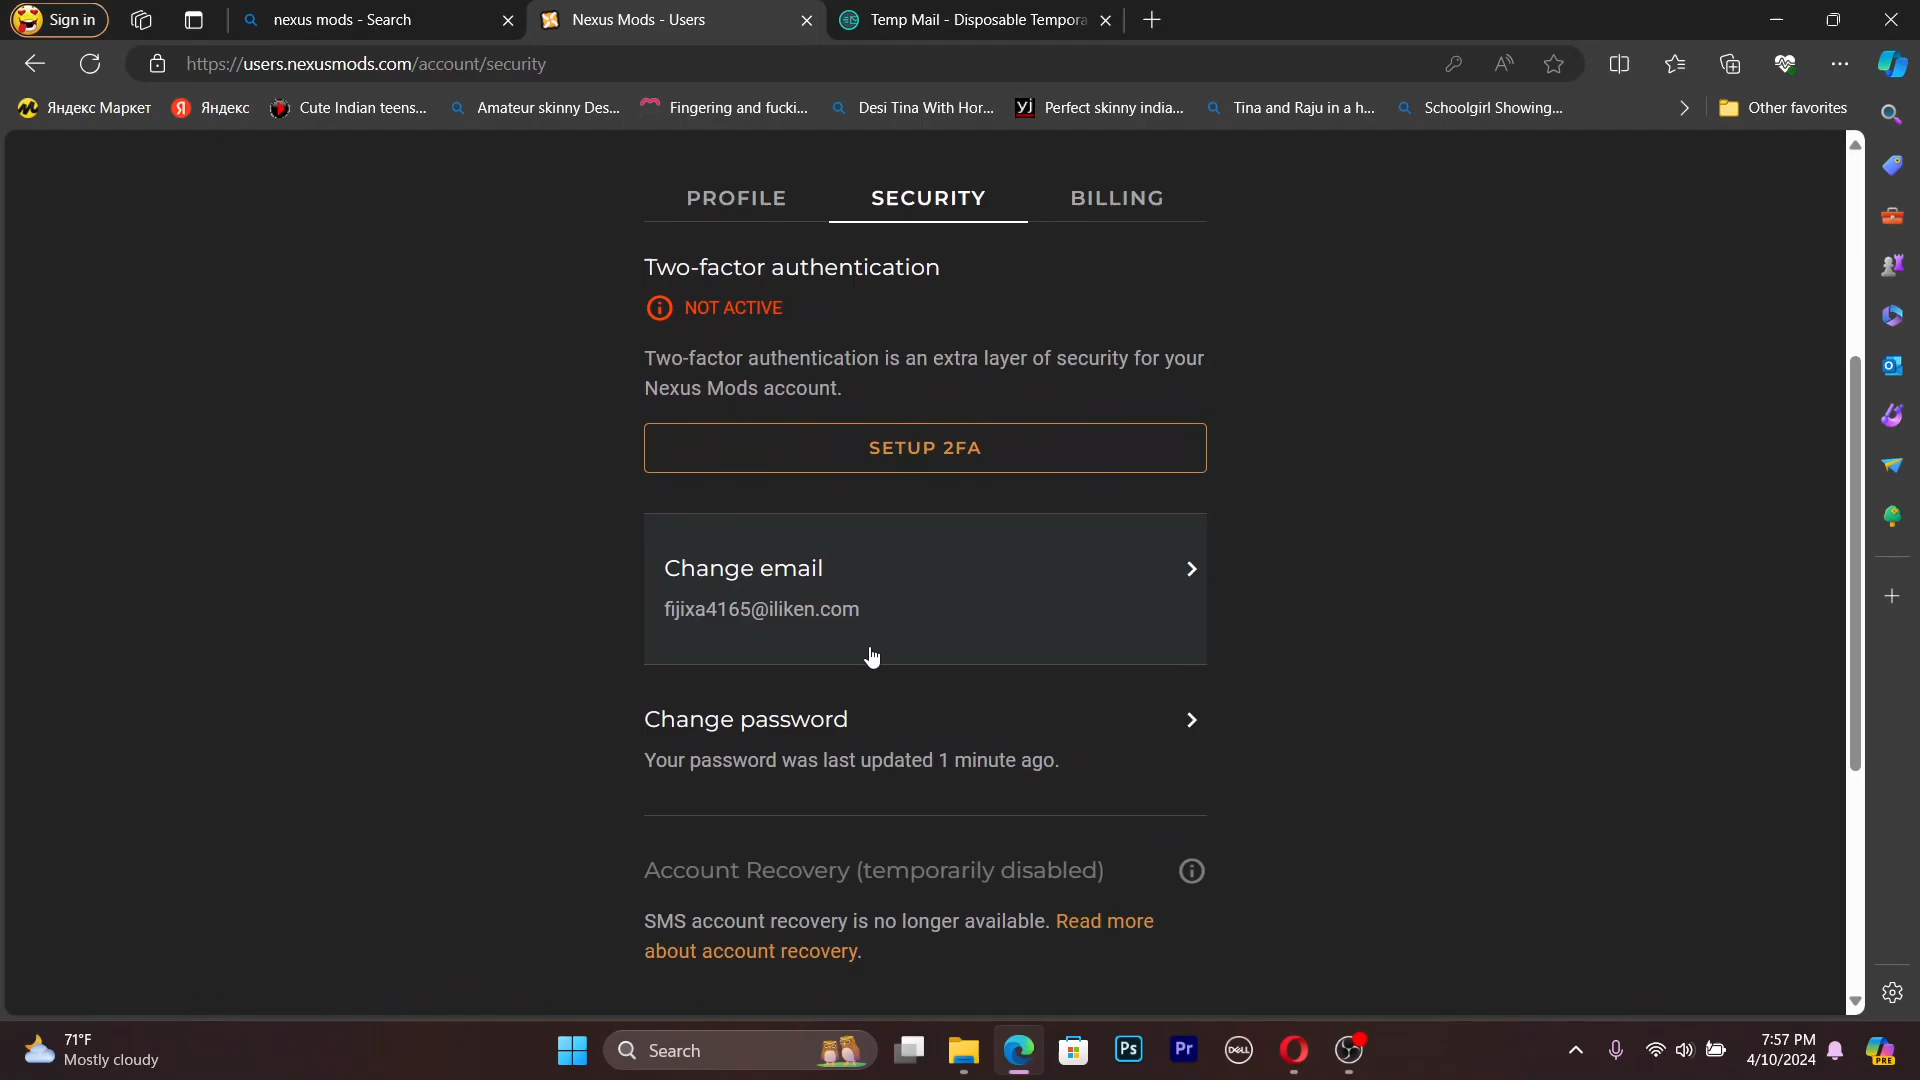 Sign in
nexus mods - Search
Nexus Mods - Users
Temp Mail - Disposable Tempora
https://users.nexusmods.com/account/security
Яндекс Маркет
Яндекс
Cute Indian teens...
Amateur skinny Des...
Fingering and fucki...
Desi Tina With Hor...
Perfect skinny india...
Tina and Raju in a h...
Schoolgirl Showing...
Other favorites
PROFILE
SECURITY
BILLING
Two-factor authentication
NOT ACTIVE
Two-factor authentication is an extra layer of security for your
Nexus Mods account.
SETUP 2FA
Change email
fijixa4165@iliken.com
Change password
Your password was last updated 1 minute ago.
Account Recovery (temporarily disabled)
SMS account recovery is no longer available. Read more
about account recovery.
71°F
Mostly cloudy
Search
Ps
Pr
DELL
7:57 PM
4/10/2024
PRE